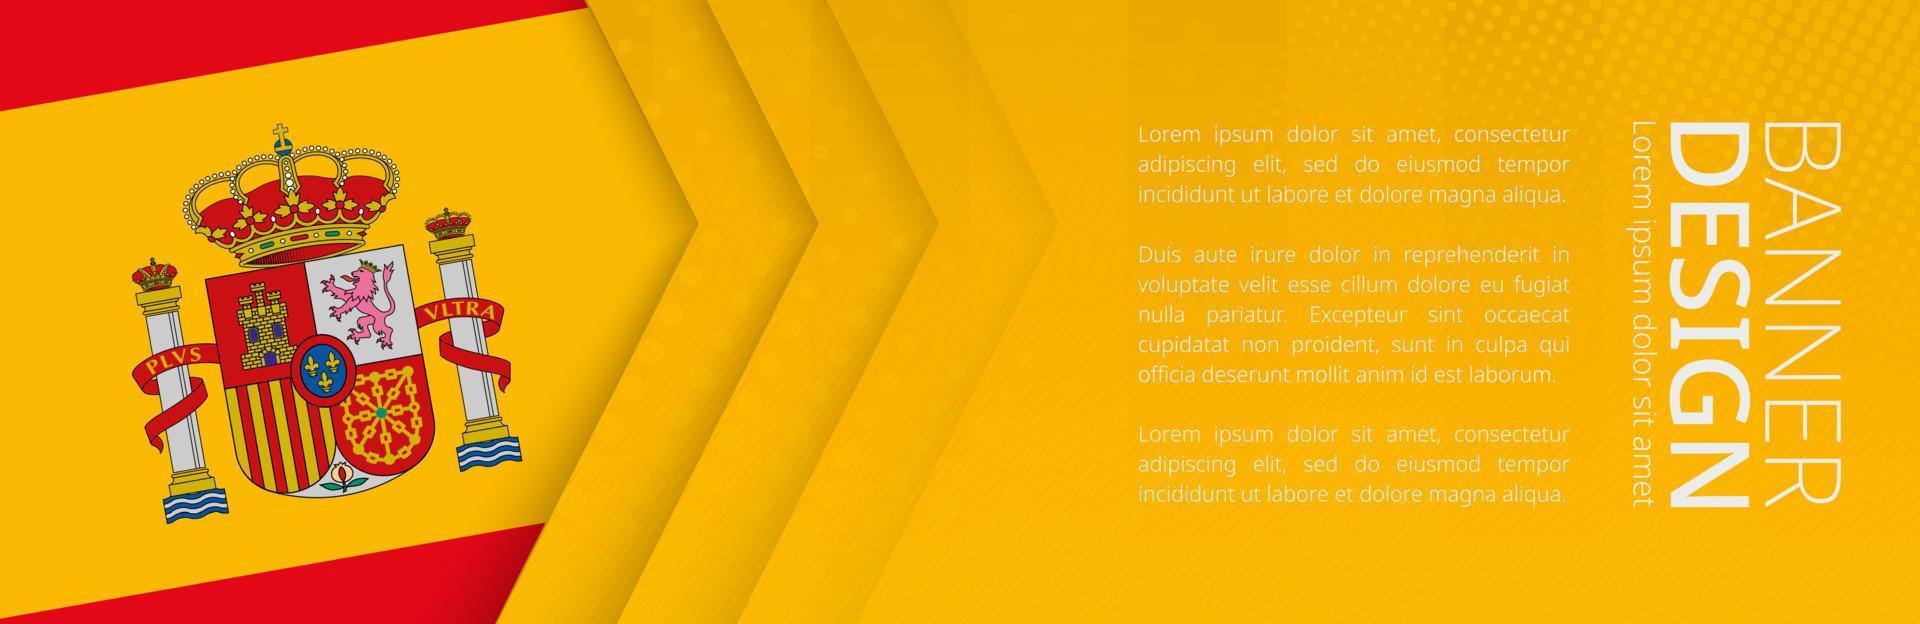 PLVS
VLTRA
Lorem ipsum dolor sit amet, consectetur
adipiscing elit, sed do eiusmod tempor
incididunt ut labore et dolore magna aliqua.
Duis aute irure dolor in reprehenderit in
voluptate velit esse cillum dolore eu fugiat
nulla pariatur. Excepteur sint occaecat
cupidatat non proident, sunt in culpa qui
officia deserunt mollit anim id est laborum.
Lorem ipsum dolor sit amet, consectetur
adipiscing elit, sed do eiusmod tempor
incididunt ut labore et dolore magna aliqua.
BANNER
DESIGN
Lorem ipsum dolor sit amet